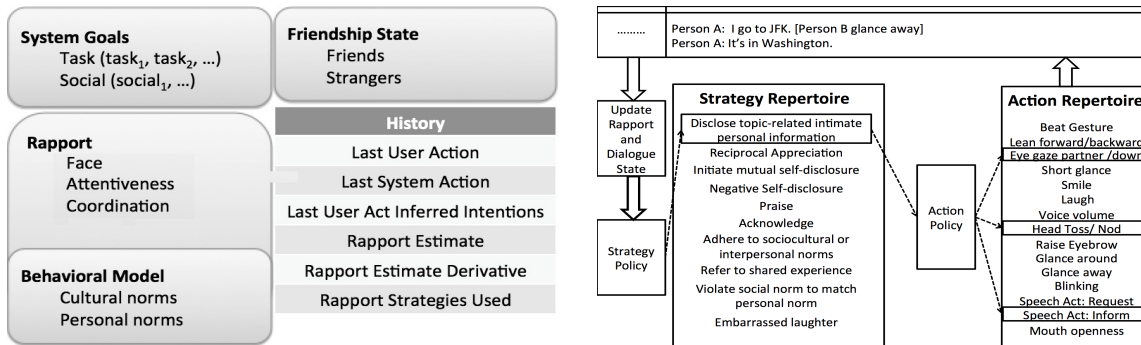 System Goals
Task (task1, task2, ...)
Social (social1, ...)
Friendship State
Friends
Strangers
Rapport
Face
Attentiveness
Coordination
Behavioral Model
Cultural norms
Personal norms
History
Last User Action
Last System Action
Last User Act Inferred Intentions
Rapport Estimate
Rapport Estimate Derivative
Rapport Strategies Used
.........
Person A: I go to JFK. [Person B glance away]
Person A: It's in Washington.
Update
Rapport
and
Dialogue
State
Strategy
Policy
Strategy Repertoire
Disclose topic-related intimate
personal information
Reciprocal Appreciation
Initiate mutual self-disclosure
Negative Self-disclosure
Praise
Acknowledge
Adhere to sociocultural or
interpersonal norms
Refer to shared experience
Violate social norm to match
personal norm
Embarrassed laughter
Action
Policy
Action Repertoire
Beat Gesture
Lean forward/backward
Eye gaze partner /down
Short glance
Smile
Laugh
Voice volume
Head Toss/ Nod
Raise Eyebrow
Glance around
Glance away
Blinking
Speech Act: Request
Speech Act: Inform
Mouth openness